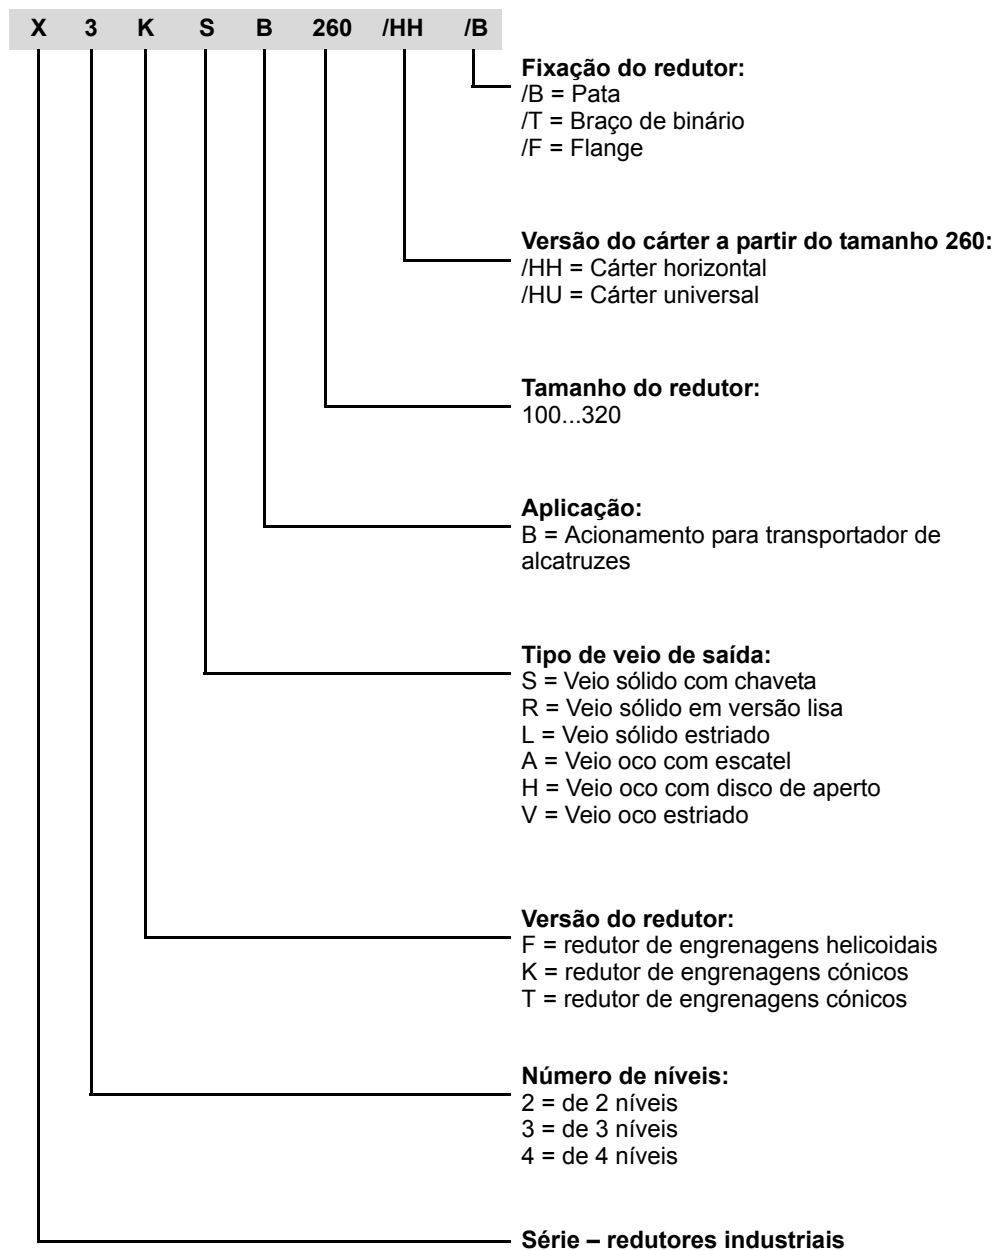 X 3 K S B 260 /HH /B
Fixação do redutor:
/B = Pata
/T = Braço de binário
/F = Flange
Versão do cárter a partir do tamanho 260:
/HH = Cárter horizontal
/HU = Cárter universal
Tamanho do redutor:
100...320
Aplicação:
B = Acionamento para transportador de
alcatruzes
Tipo de veio de saída:
S = Veio sólido com chaveta
R = Veio sólido em versão lisa
L = Veio sólido estriado
A = Veio oco com escatel
H = Veio oco com disco de aperto
V = Veio oco estriado
Versão do redutor:
F = redutor de engrenagens helicoidais
K = redutor de engrenagens cónicos
T = redutor de engrenagens cónicos
Número de níveis:
2 = de 2 níveis
3 = de 3 níveis
4 = de 4 níveis
Série – redutores industriais